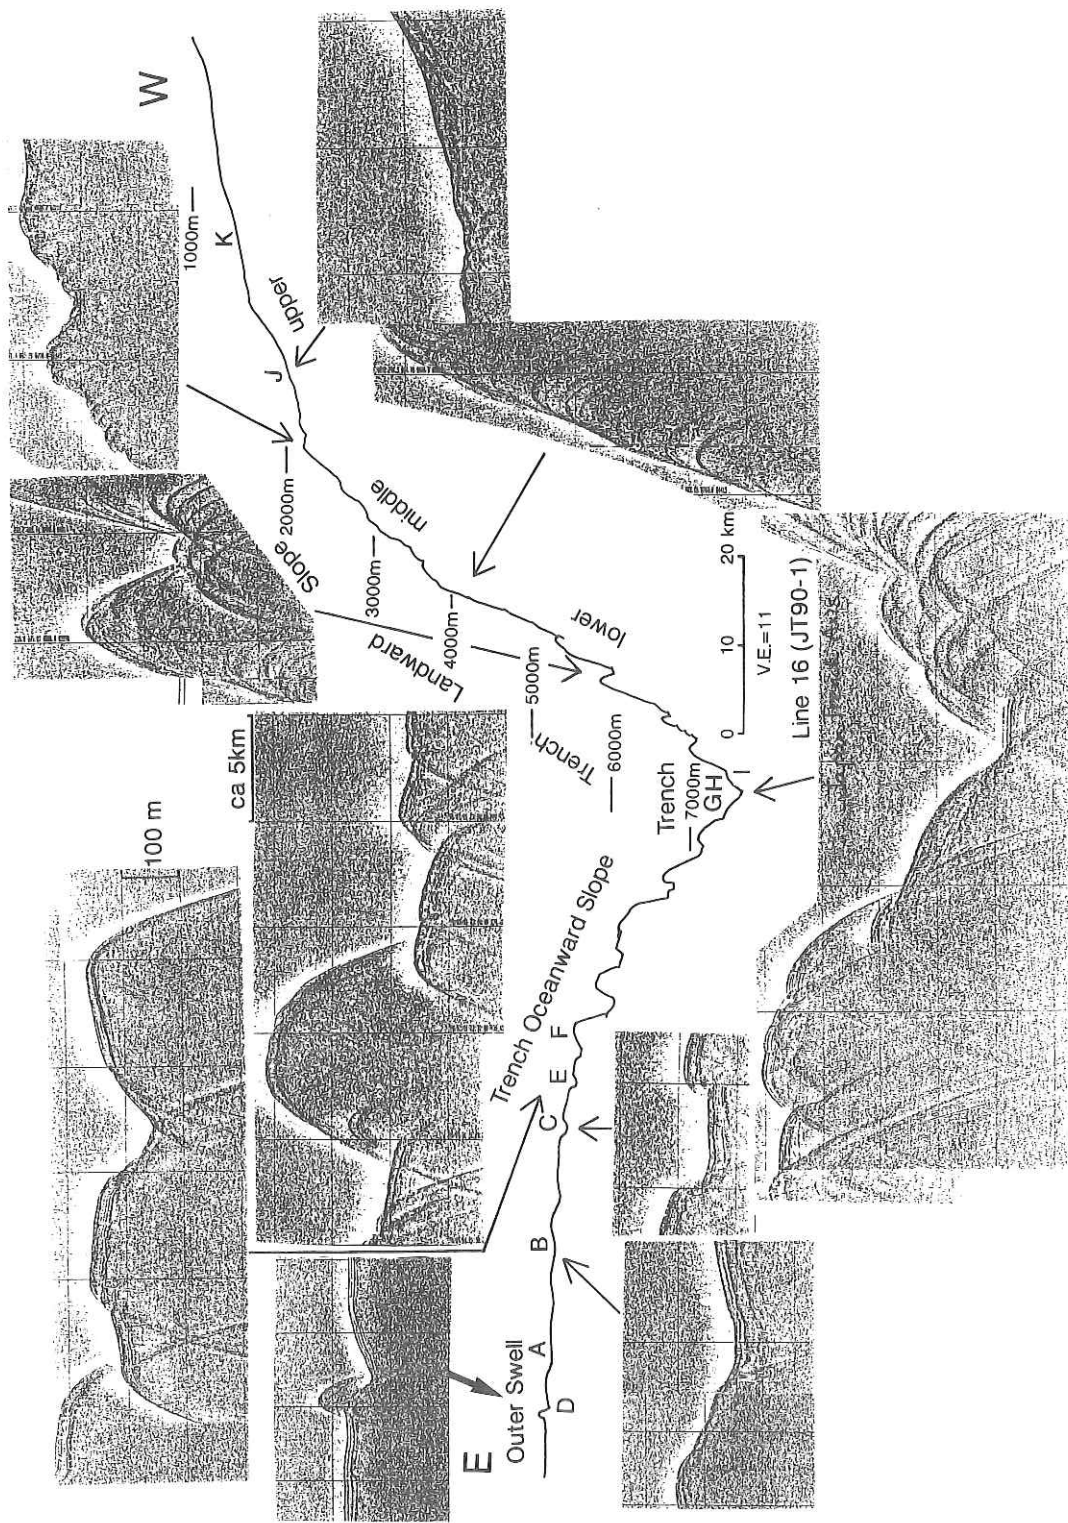 W
1000m
K
upper
J
2000m
Slope
middle
3000m
4000m
Landward
lower
5000m
Trench
6000m
20 km
10
0
V.E.=11
Line 16 (JT90-1)
Trench
7000m
GH
I
ca 5km
100 m
Trench Oceanward Slope
F
E
C
B
A
Outer Swell
D
E